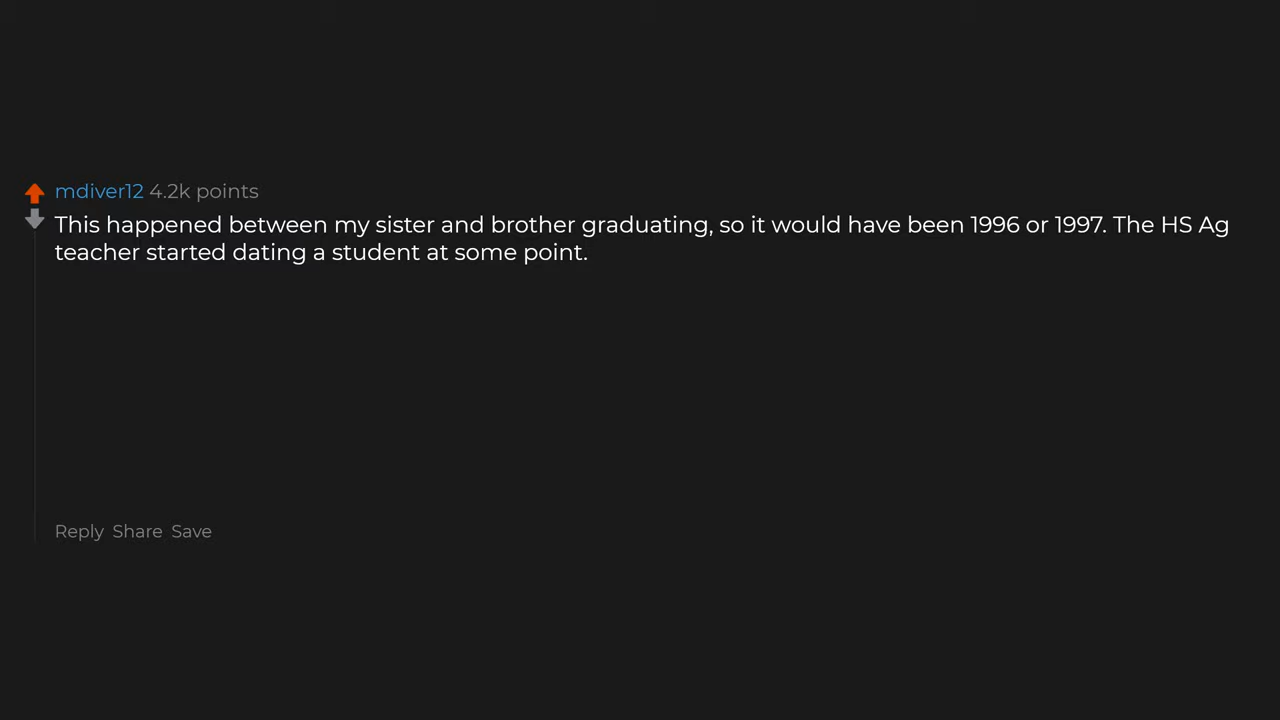 mdiver12 4.2k points
This happened between my sister and brother graduating, so it would have been 1996 or 1997. The HS Ag
teacher started dating a student at some point.
Reply Share Save